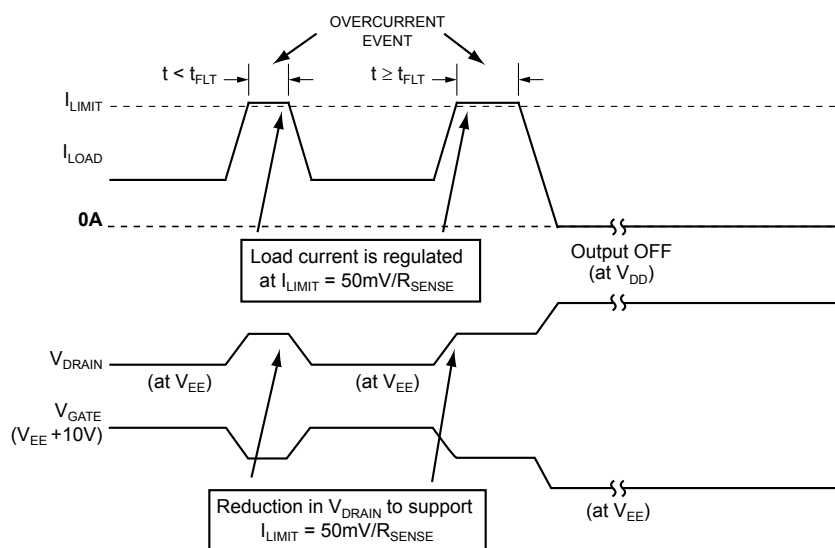 OVERCURRENT
EVENT
t < tFLT
t ≥ tFLT
ILIMIT
ILOAD
0A
Load current is regulated
at ILIMIT = 50mV/RSENSE
Output OFF
(at VDD)
VDRAIN
(at VEE)
(at VEE)
VGATE
(VEE +10V)
Reduction in VDRAIN to support
ILIMIT = 50mV/RSENSE
(at VEE)